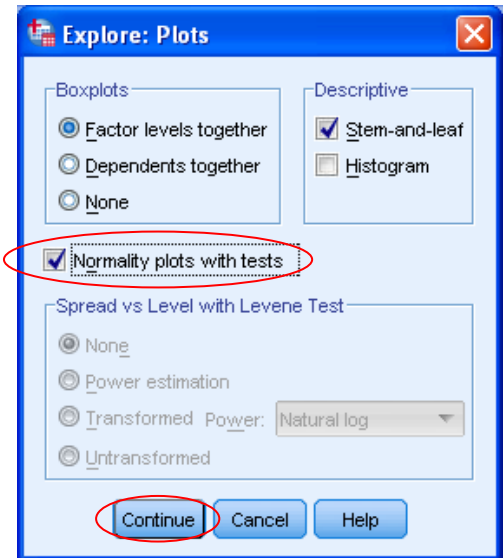 Explore: Plots
Boxplots
Factor levels together
Dependents together
None
Descriptive
Stem-and-leaf
Histogram
Normality plots with tests
Spread vs Level with Levene Test
None
Power estimation
Transformed Power: Natural log
Untransformed
Continue Cancel Help